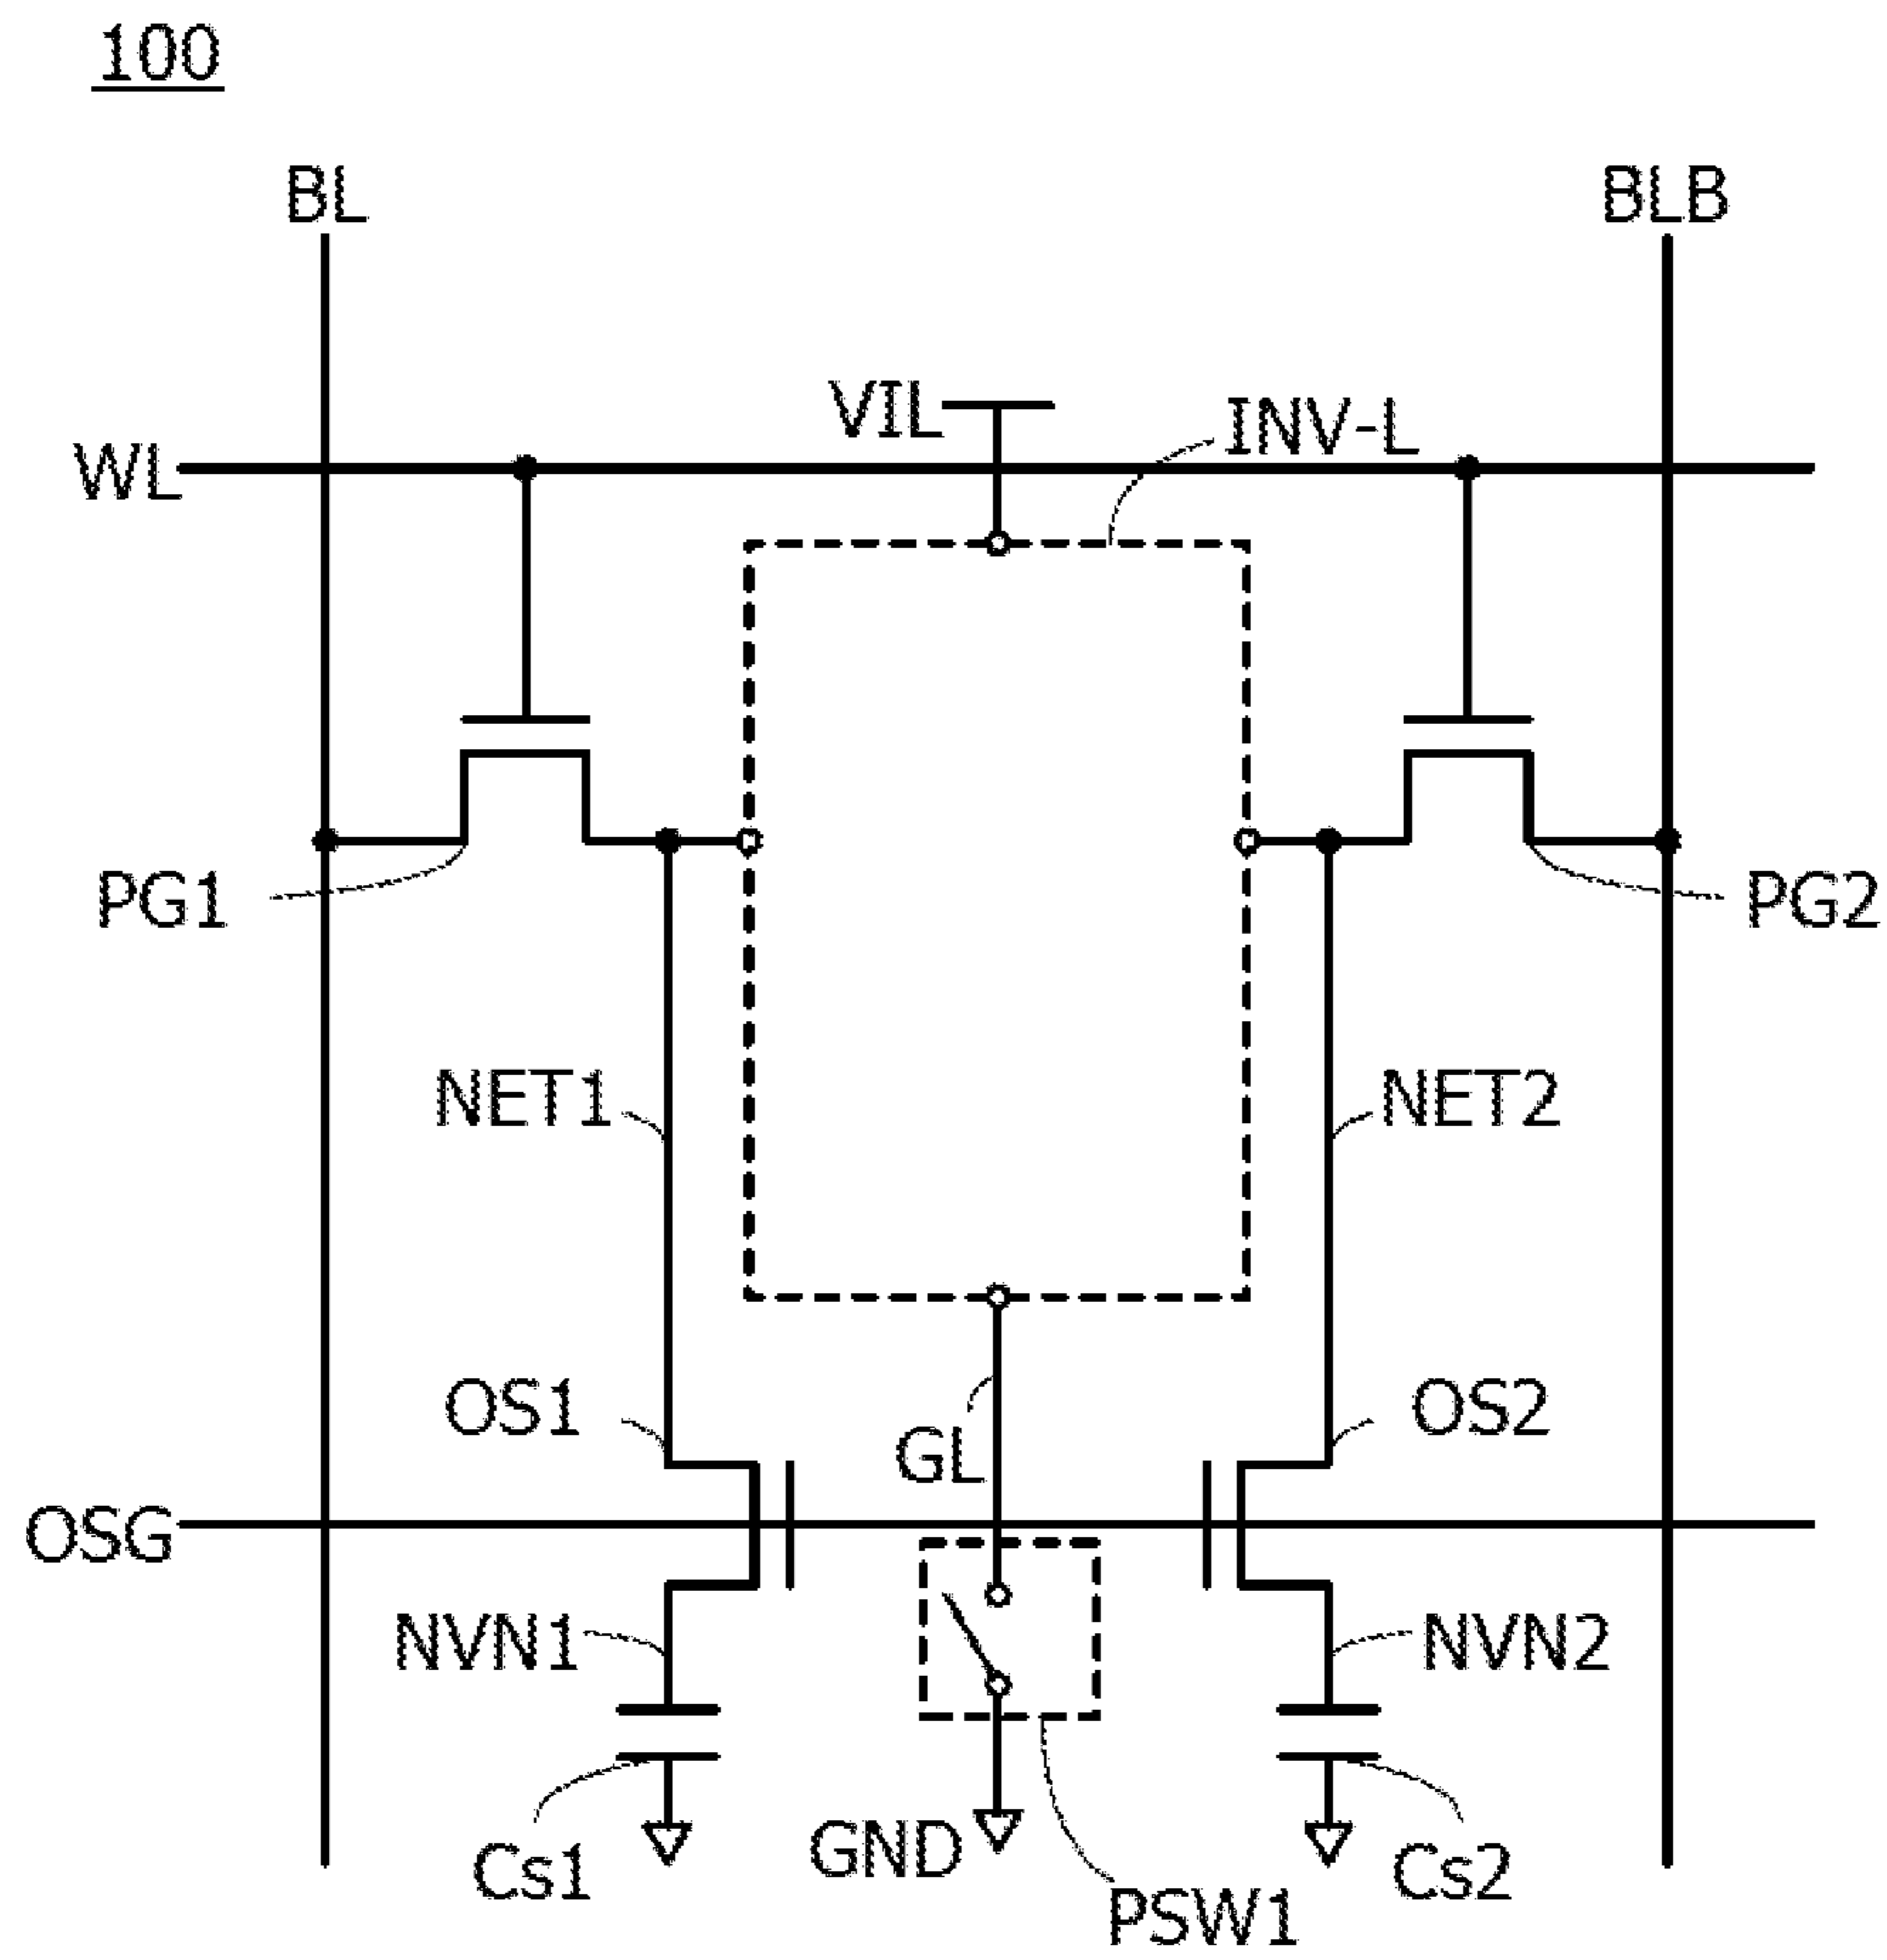 100
BL
BLB
VIL
INV-L
WL
PG1
PG2
NET1
NET2
OS1
OS2
GL
OSG
NVN1
NVN2
GND
Cs1
Cs2
PSW1